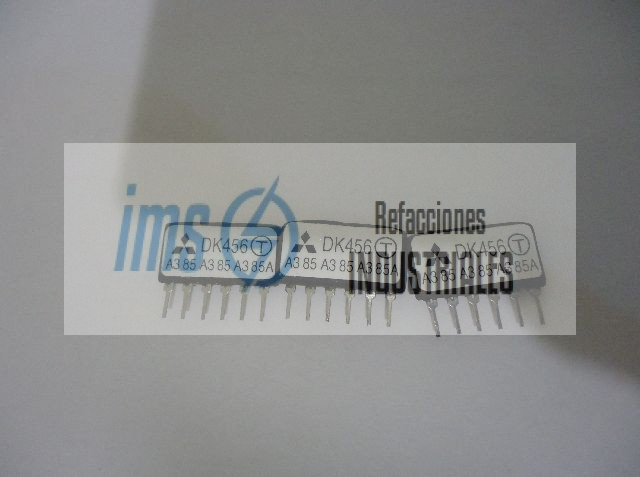 ims
Refacciones
INDUSTRIALES
DK456 T
A3 85 A3 85 A3 85A
DK456 T
A3 85 A3 85 A3 85A
DK456 T
A3 85 A3 85 A3 85A